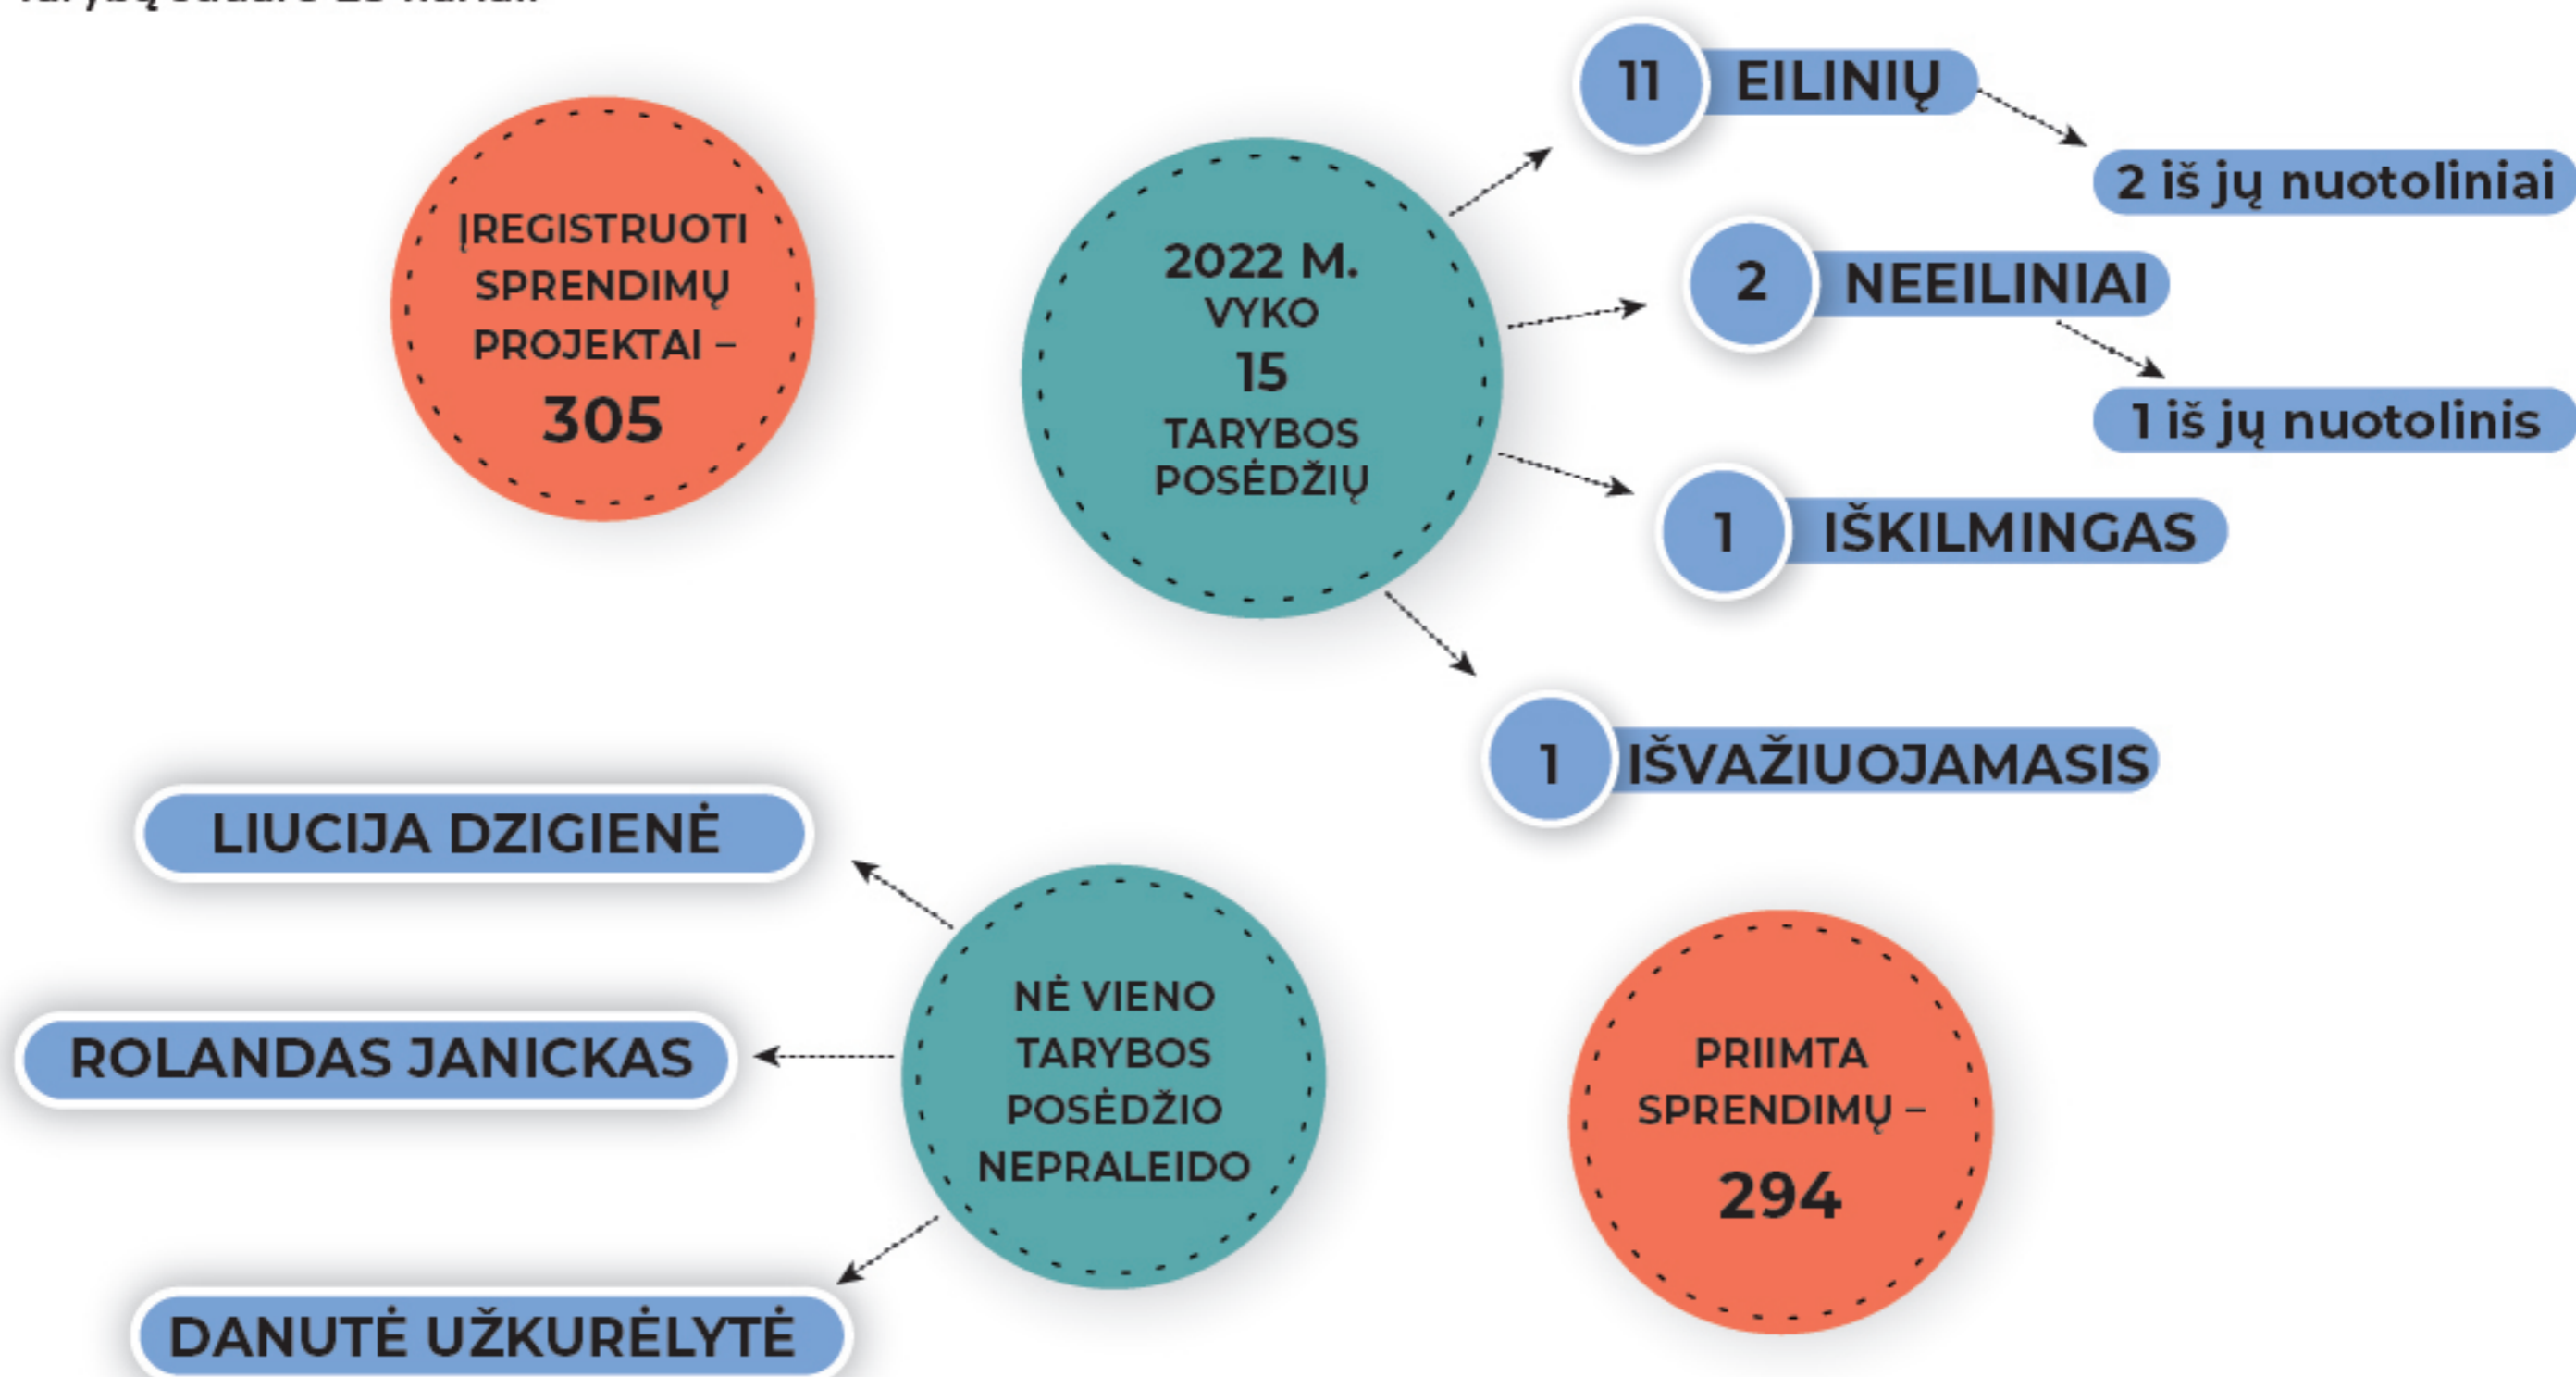 ĮREGISTRUOTI
SPRENDIMŲ
PROJEKTAI –
305
2022 M.
VYKO
15
TARYBOS
POSĖDŽIŲ
11 EILINIŲ
2 iš jų nuotoliniai
2 NEEILINIAI
1 iš jų nuotolinis
1 IŠKILMINGAS
1 IŠVAŽIUOJAMASIS
NĖ VIENO
TARYBOS
POSĖDŽIO
NEPRALEIDO
LIUCIJA DZIGIENĖ
ROLANDAS JANICKAS
DANUTĖ UŽKURĖLYTĖ
PRIIMTA
SPRENDIMŲ –
294